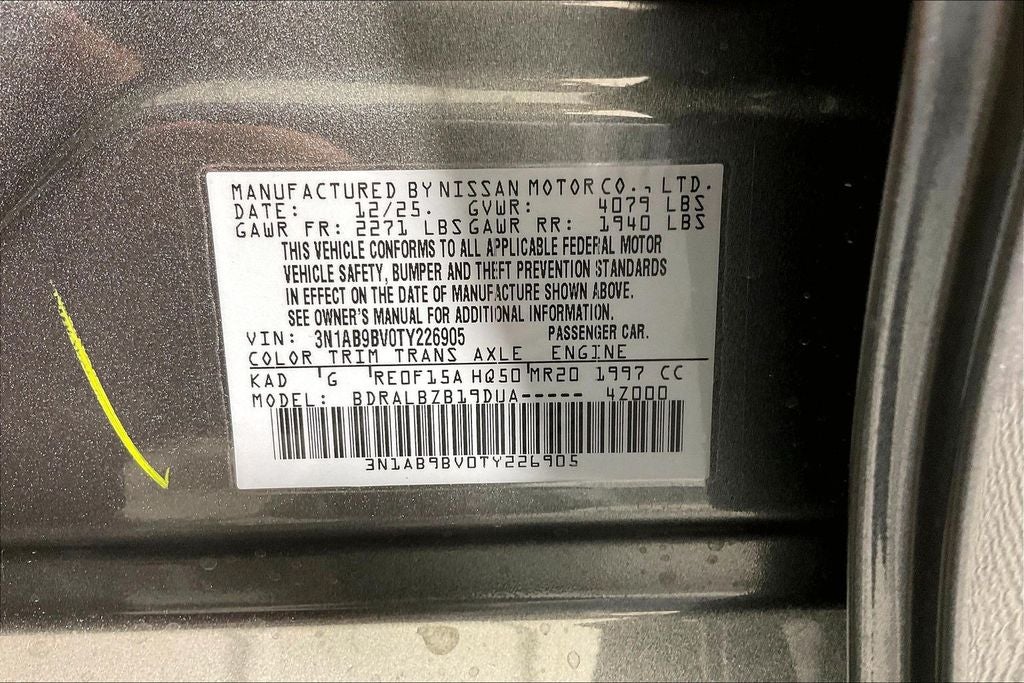 MANUFACTURED BY NISSAN MOTOR CO., LTD.
DATE: 12/25. GVWR: 4079 LBS
GAWR FR: 2271 LBS GAWR RR: 1940 LBS
THIS VEHICLE CONFORMS TO ALL APPLICABLE FEDERAL MOTOR
VEHICLE SAFETY, BUMPER AND THEFT PREVENTION STANDARDS
IN EFFECT ON THE DATE OF MANUFACTURE SHOWN ABOVE.
SEE OWNER'S MANUAL FOR ADDITIONAL INFORMATION.
VIN: 3N1AB9BV0TY226905 PASSENGER CAR.
COLOR TRIM TRANS AXLE ENGINE
KAD G RE0F15A HQ50 MR20 1997 CC
MODEL: BDRALBZB19DUA----- 4Z000
3N1AB9BV0TY226905